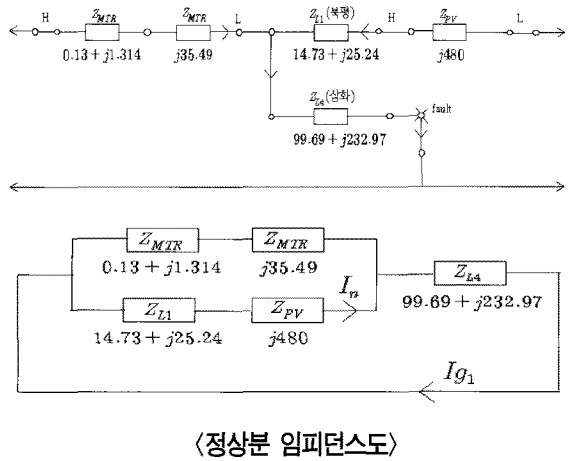 H Z_MTR Z_MTR L Z_L1(북평) H Z_PV L
0.13+j1.314 j35.49 14.73+j25.24 j480
Z_L4(삼화) fault
99.69+j232.97
Z_MTR Z_MTR
0.13+j1.314 j35.49
Z_L4
99.69+j232.97
Z_L1 Z_PV I_n
14.73+j25.24 j480
Ig_1
<정상분 임피던스도>